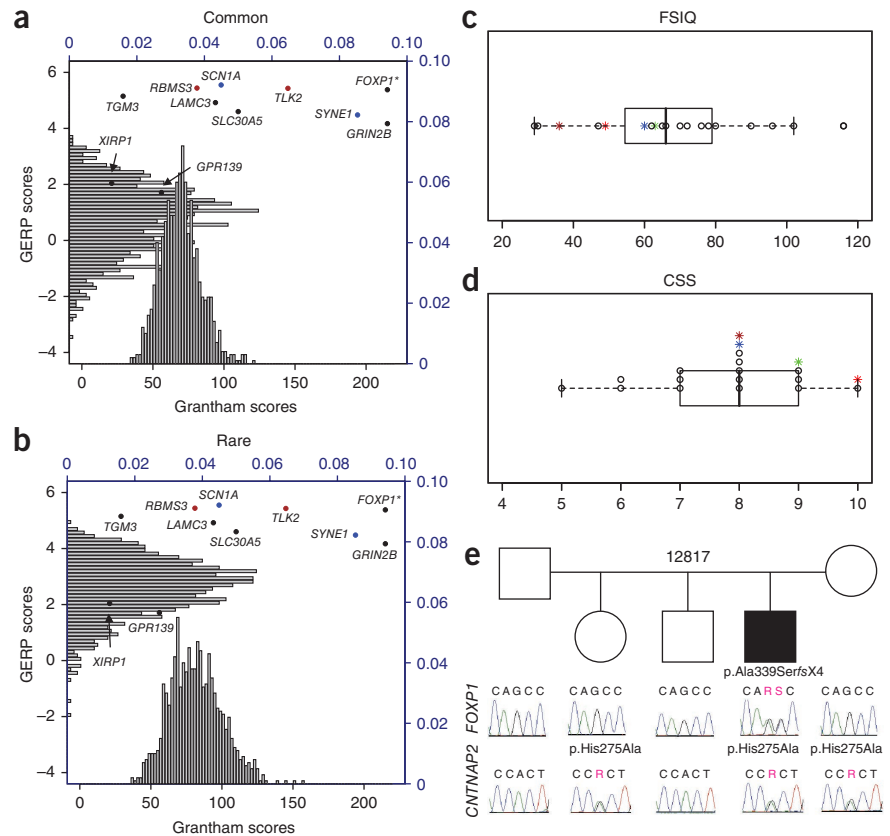 a
Common
0 0.02 0.04 0.06 0.08 0.10
6
4
2
0
−2
−4
GERP scores
0.10
0.08
0.06
0.04
0.02
0
SCN1A
RBMS3
TGM3
LAMC3
SLC30A5
TLK2
FOXP1*
SYNE1
GRIN2B
XIRP1
GPR139
0 50 100 150 200
Grantham scores
b
Rare
0 0.02 0.04 0.06 0.08 0.10
6
4
2
0
−2
−4
GERP scores
0.10
0.08
0.06
0.04
0.02
0
SCN1A
RBMS3
TGM3
LAMC3
SLC30A5
TLK2
FOXP1*
SYNE1
GRIN2B
GPR139
XIRP1
0 50 100 150 200
Grantham scores
c
FSIQ
20 40 60 80 100 120
d
CSS
4 5 6 7 8 9 10
e
12817
p.Ala339SerfsX4
FOXP1
CAGCC CAGCC CAGCC CARSC CAGCC
p.His275Ala p.His275Ala p.His275Ala
CNTNAP2
CCACT CCRCT CCACT CCRCT CCRCT